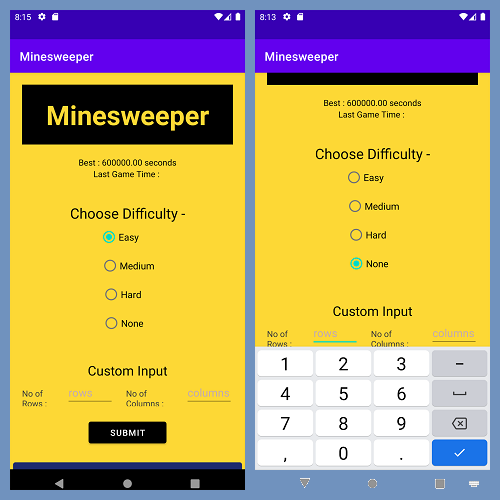 8:15
Minesweeper
Minesweeper
Best : 600000.00 seconds
Last Game Time :
Choose Difficulty -
Easy
Medium
Hard
None
Custom Input
No of Rows :
rows
No of Columns :
columns
SUBMIT
8:13
Minesweeper
Best : 600000.00 seconds
Last Game Time :
Choose Difficulty -
Easy
Medium
Hard
None
Custom Input
No of Rows :
rows
No of Columns :
columns
1 2 3 -
4 5 6
7 8 9
, 0 .